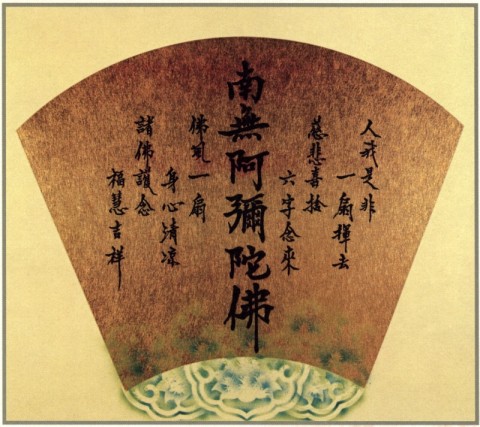 人我是非
一扇揮去
慈悲喜捨
六字念來
南無阿彌陀佛
佛風一扇
身心清涼
諸佛護念
福慧吉祥